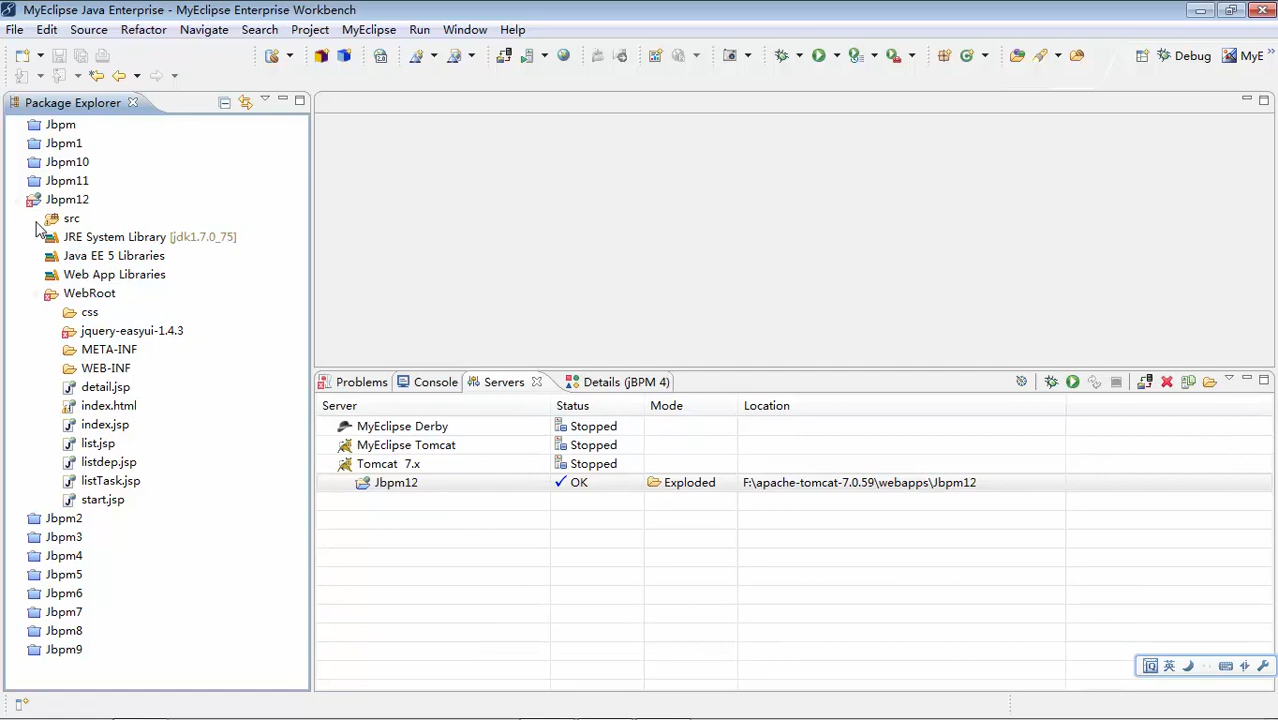 MyEclipse Java Enterprise - MyEclipse Enterprise Workbench
File Edit Source Refactor Navigate Search Project MyEclipse Run Window Help
Debug MyE
Package Explorer
Jbpm
Jbpm1
Jbpm10
Jbpm11
Jbpm12
src
JRE System Library [jdk1.7.0_75]
Java EE 5 Libraries
Web App Libraries
WebRoot
css
jquery-easyui-1.4.3
META-INF
WEB-INF
detail.jsp
index.html
index.jsp
list.jsp
listdep.jsp
listTask.jsp
start.jsp
Jbpm2
Jbpm3
Jbpm4
Jbpm5
Jbpm6
Jbpm7
Jbpm8
Jbpm9
Problems Console Servers Details (jBPM 4)
Server Status Mode Location
MyEclipse Derby Stopped
MyEclipse Tomcat Stopped
Tomcat 7.x Stopped
Jbpm12 OK Exploded F:\apache-tomcat-7.0.59\webapps\Jbpm12
英